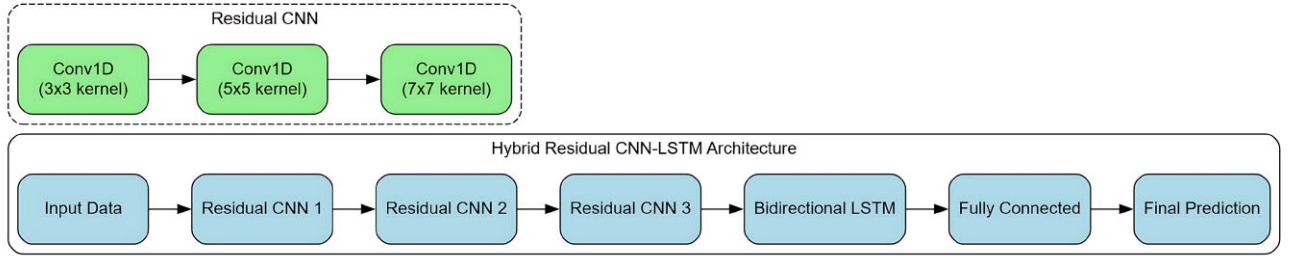 Residual CNN
Conv1D
(3x3 kernel)
Conv1D
(5x5 kernel)
Conv1D
(7x7 kernel)
Hybrid Residual CNN-LSTM Architecture
Input Data
Residual CNN 1
Residual CNN 2
Residual CNN 3
Bidirectional LSTM
Fully Connected
Final Prediction